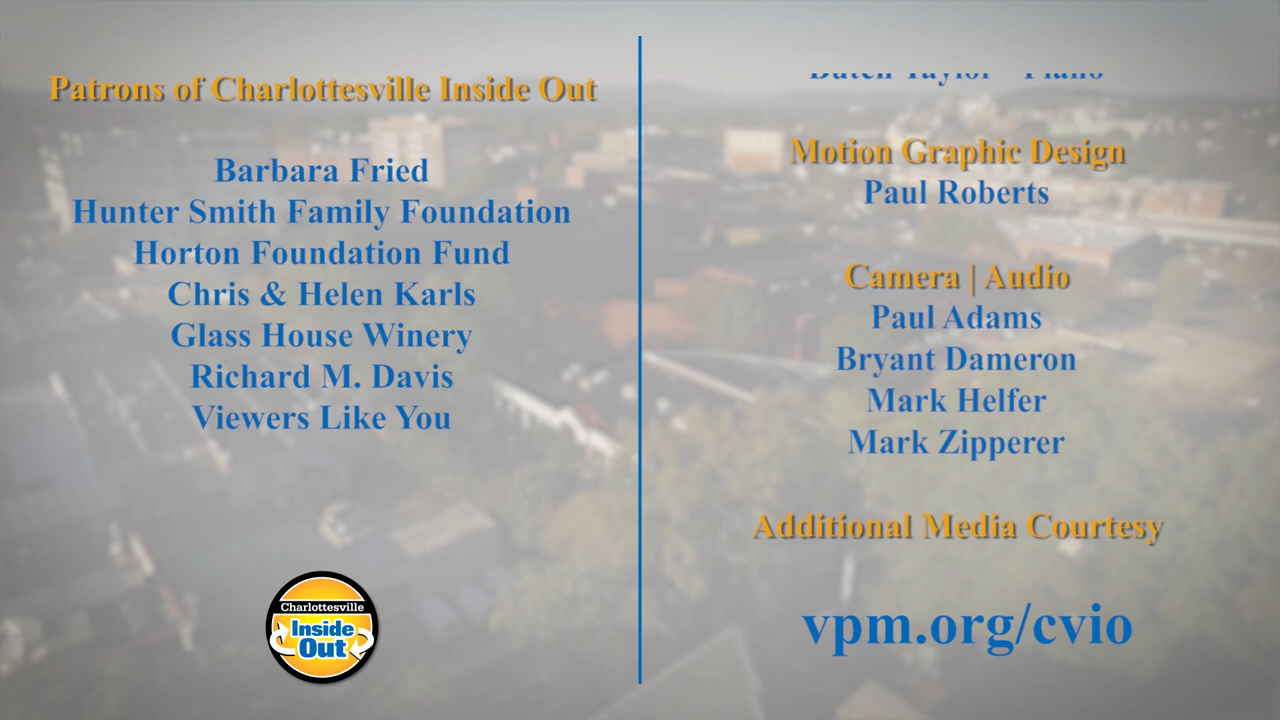 Patrons of Charlottesville Inside Out
Barbara Fried
Hunter Smith Family Foundation
Horton Foundation Fund
Chris & Helen Karls
Glass House Winery
Richard M. Davis
Viewers Like You
Charlottesville
Inside
Out
Taylor - Piano
Motion Graphic Design
Paul Roberts
Camera | Audio
Paul Adams
Bryant Dameron
Mark Helfer
Mark Zipperer
Additional Media Courtesy
vpm.org/cvio